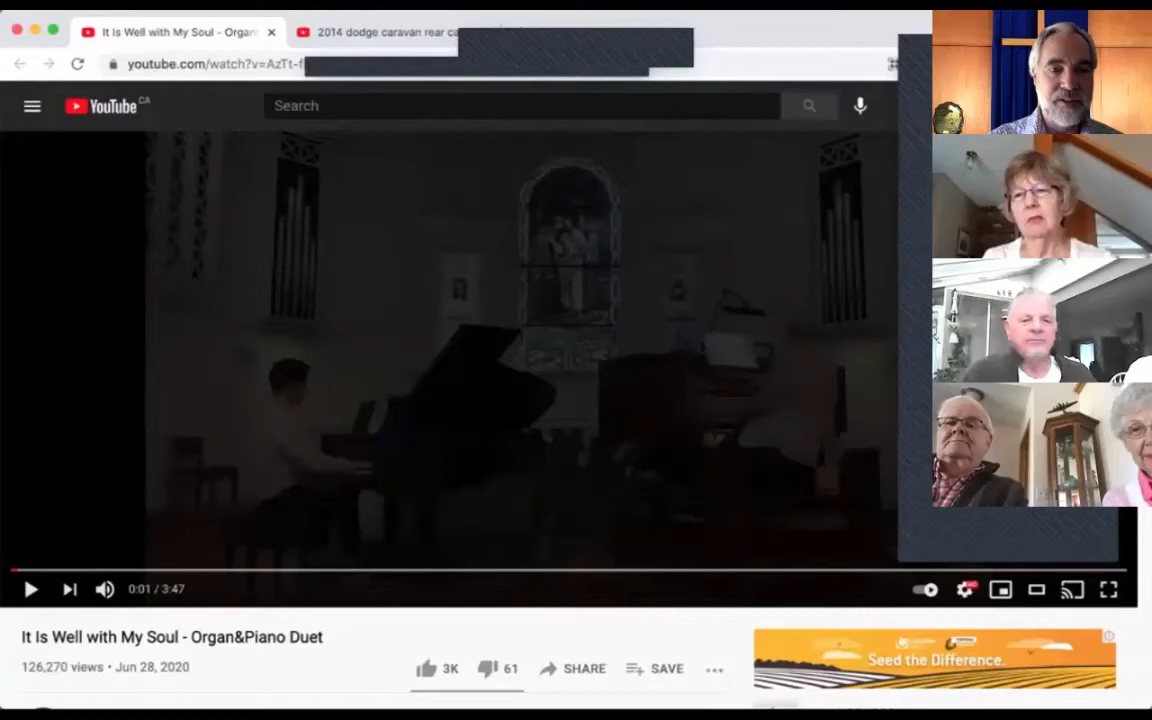 It Is Well with My Soul - Organ
2014 dodge caravan rear ca
youtube.com/watch?v=AzTt-f
YouTube CA
Search
0:01 / 3:47
It Is Well with My Soul - Organ&Piano Duet
126,270 views • Jun 28, 2020
3K
61
SHARE
SAVE
Seed the Difference.